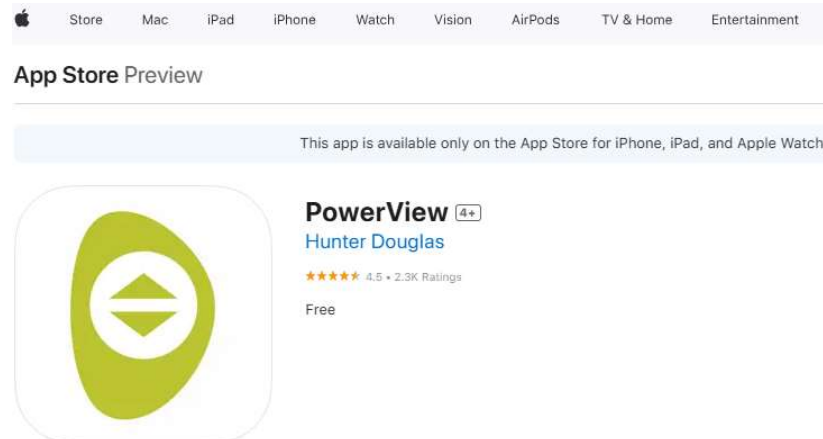 Store Mac iPad iPhone Watch Vision AirPods TV & Home Entertainment
App Store Preview
This app is available only on the App Store for iPhone, iPad, and Apple Watch
PowerView 4+
Hunter Douglas
★★★★★ 4.5 • 2.3K Ratings
Free